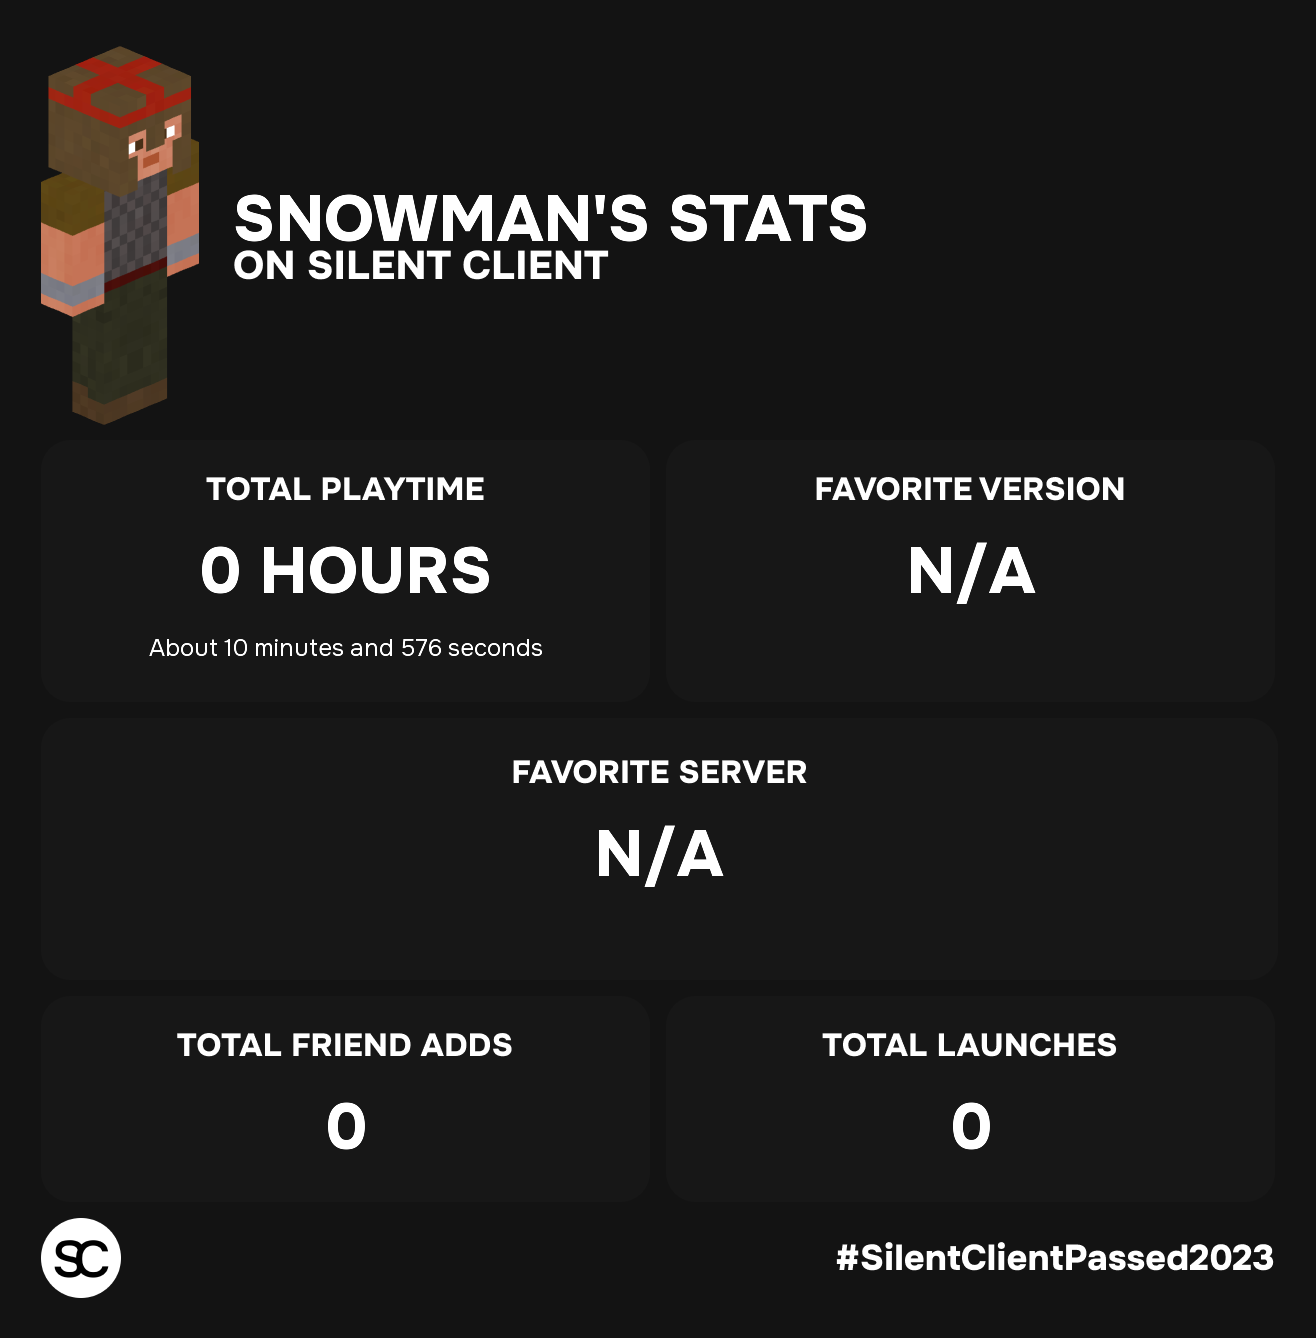 SNOWMAN'S STATS
ON SILENT CLIENT
TOTAL PLAYTIME
0 HOURS
About 10 minutes and 576 seconds
FAVORITE VERSION
N/A
FAVORITE SERVER
N/A
TOTAL FRIEND ADDS
0
TOTAL LAUNCHES
0
SC
#SilentClientPassed2023